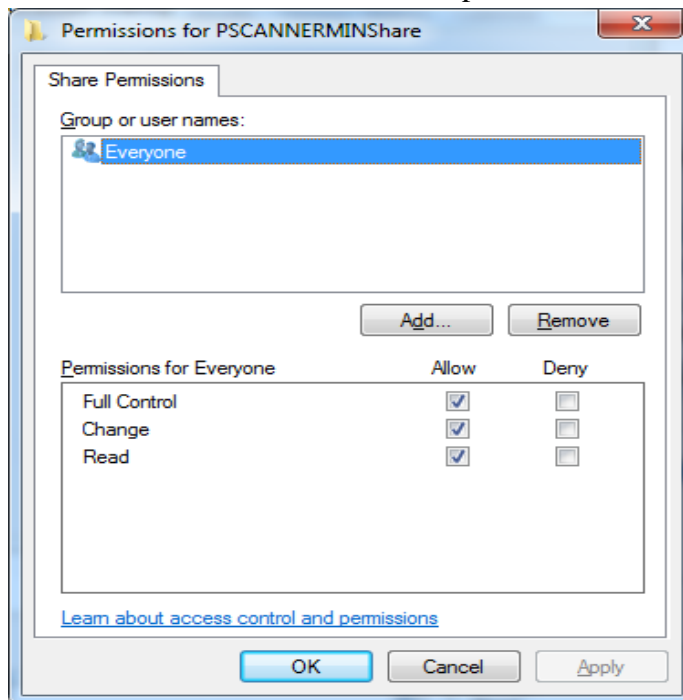 Permissions for PSCANNERMINShare
Share Permissions
Group or user names:
Everyone
Add...
Remove
Permissions for Everyone Allow Deny
Full Control
Change
Read
Learn about access control and permissions
OK Cancel Apply